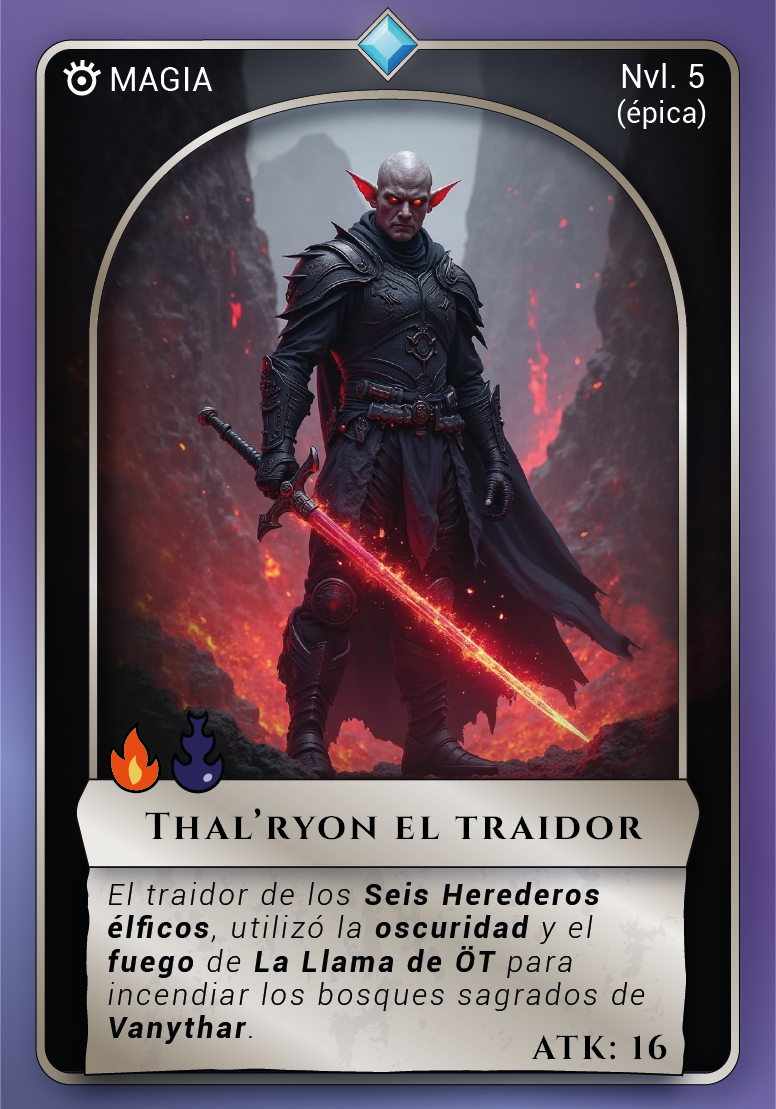 MAGIA
Nvl. 5
(épica)
THAL'RYON EL TRAIDOR
El traidor de los Seis Herederos
élficos, utilizó la oscuridad y el
fuego de La Llama de ÖT para
incendiar los bosques sagrados de
Vanythar.
ATK: 16